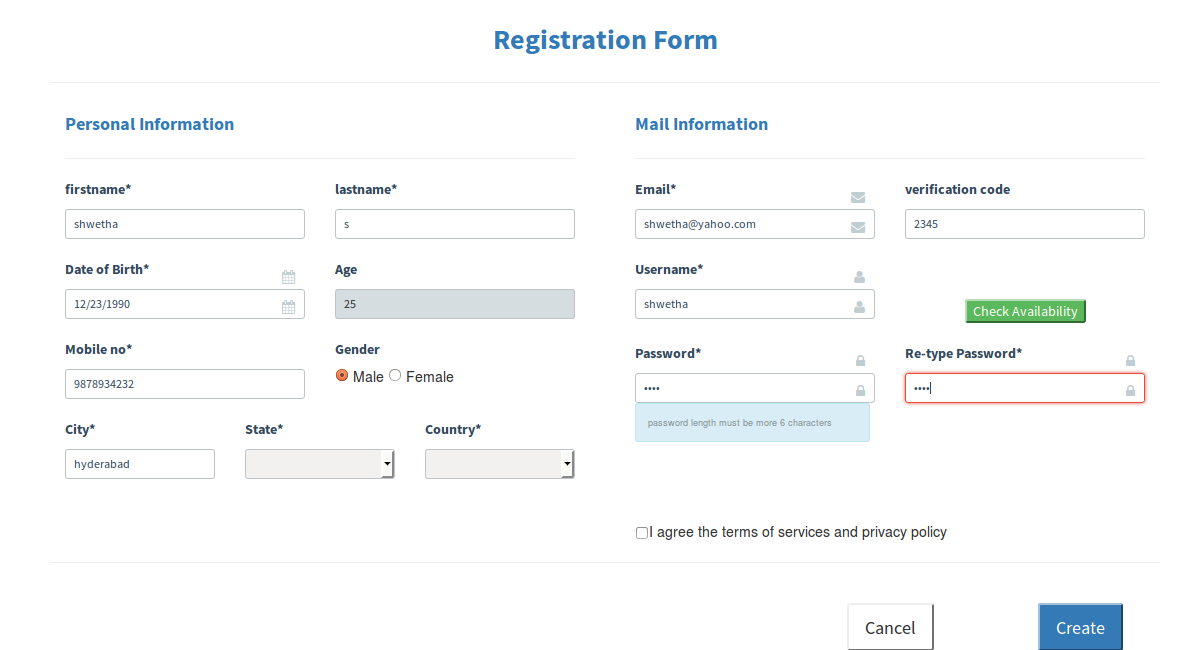 Registration Form
Personal Information
Mail Information
firstname*
lastname*
Email*
verification code
shwetha
s
shwetha@yahoo.com
2345
Date of Birth*
Age
Username*
12/23/1990
25
shwetha
Check Availability
Mobile no*
Gender
Password*
Re-type Password*
9878934232
Male
Female
••••
••••
password length must be more 6 characters
City*
State*
Country*
hyderabad
I agree the terms of services and privacy policy
Cancel
Create